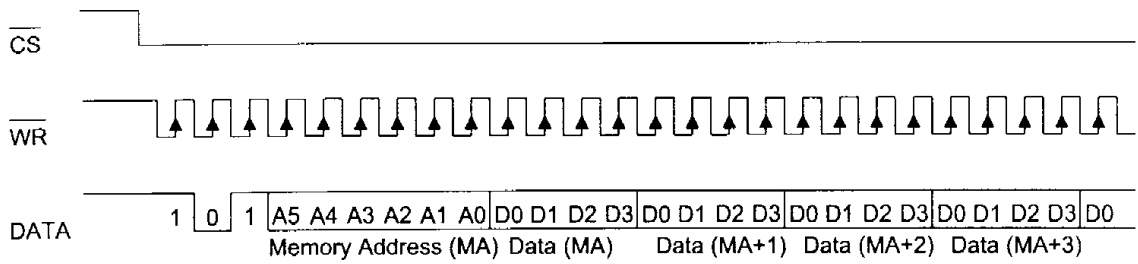 CS
WR
DATA
1 0 1 A5 A4 A3 A2 A1 A0 D0 D1 D2 D3 D0 D1 D2 D3 D0 D1 D2 D3 D0 D1 D2 D3 D0
Memory Address (MA) Data (MA) Data (MA+1) Data (MA+2) Data (MA+3)